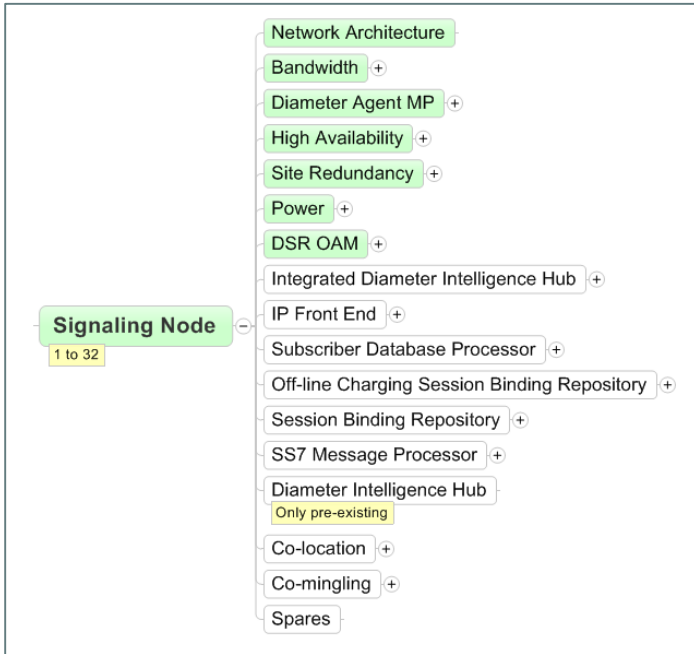 Network Architecture
Bandwidth
Diameter Agent MP
High Availability
Site Redundancy
Power
DSR OAM
Integrated Diameter Intelligence Hub
IP Front End
Signaling Node
1 to 32
Subscriber Database Processor
Off-line Charging Session Binding Repository
Session Binding Repository
SS7 Message Processor
Diameter Intelligence Hub
Only pre-existing
Co-location
Co-mingling
Spares